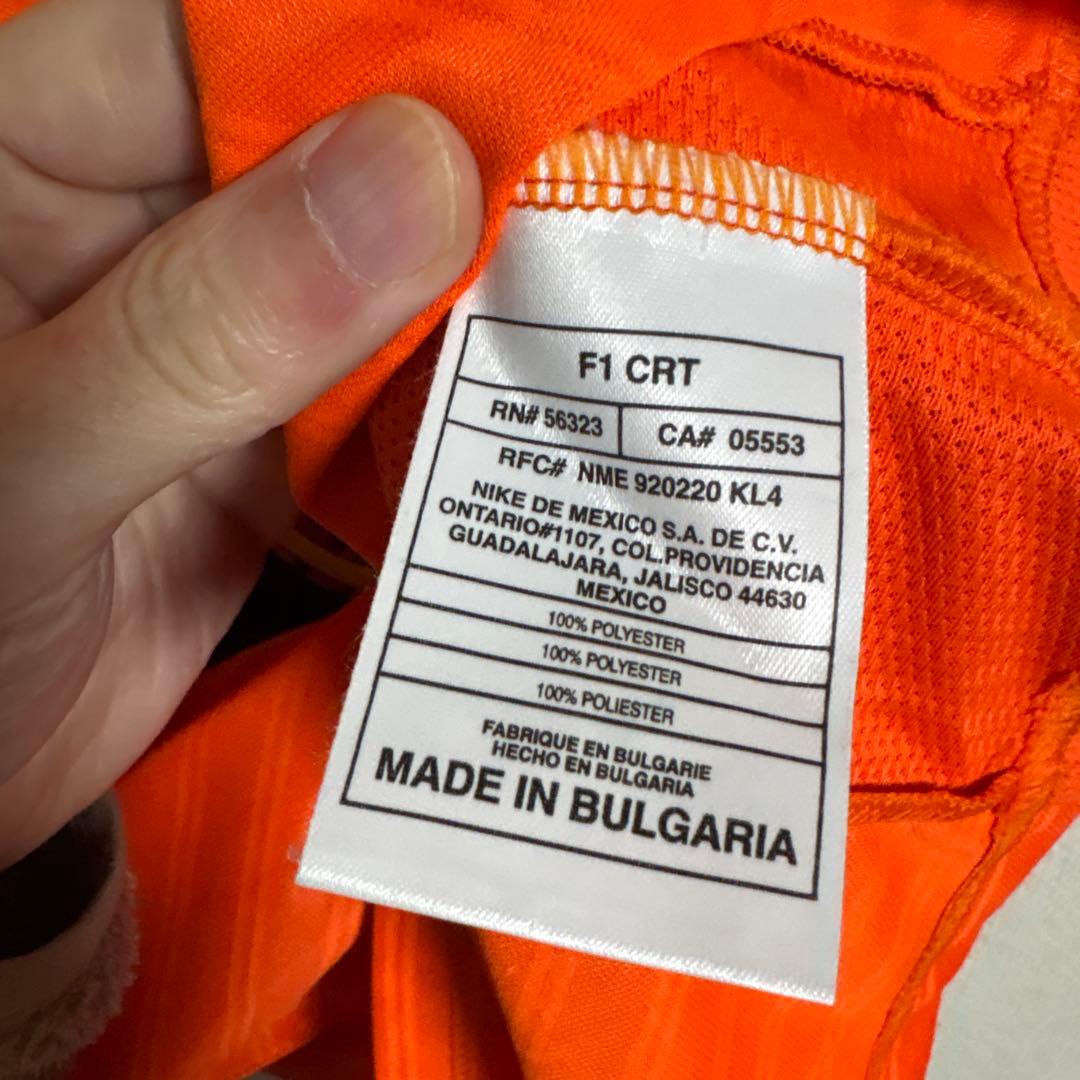 F1 CRT
RN# 56323 CA# 05553
RFC# NME 920220 KL4
NIKE DE MEXICO S.A. DE C.V.
ONTARIO#1107, COL.PROVIDENCIA
GUADALAJARA, JALISCO 44630
MEXICO
100% POLYESTER
100% POLYESTER
100% POLIESTER
FABRIQUE EN BULGARIE
HECHO EN BULGARIA
MADE IN BULGARIA